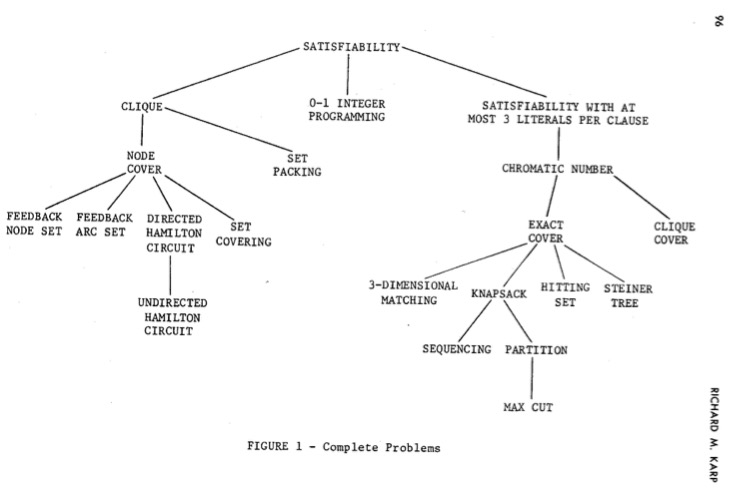 96
SATISFIABILITY
CLIQUE
0-1 INTEGER
PROGRAMMING
SATISFIABILITY WITH AT
MOST 3 LITERALS PER CLAUSE
NODE
COVER
SET
PACKING
CHROMATIC NUMBER
FEEDBACK
NODE SET
FEEDBACK
ARC SET
DIRECTED
HAMILTON
CIRCUIT
SET
COVERING
EXACT
COVER
CLIQUE
COVER
3-DIMENSIONAL
MATCHING
KNAPSACK
HITTING
SET
STEINER
TREE
UNDIRECTED
HAMILTON
CIRCUIT
SEQUENCING
PARTITION
MAX CUT
FIGURE 1 - Complete Problems
RICHARD M. KARP